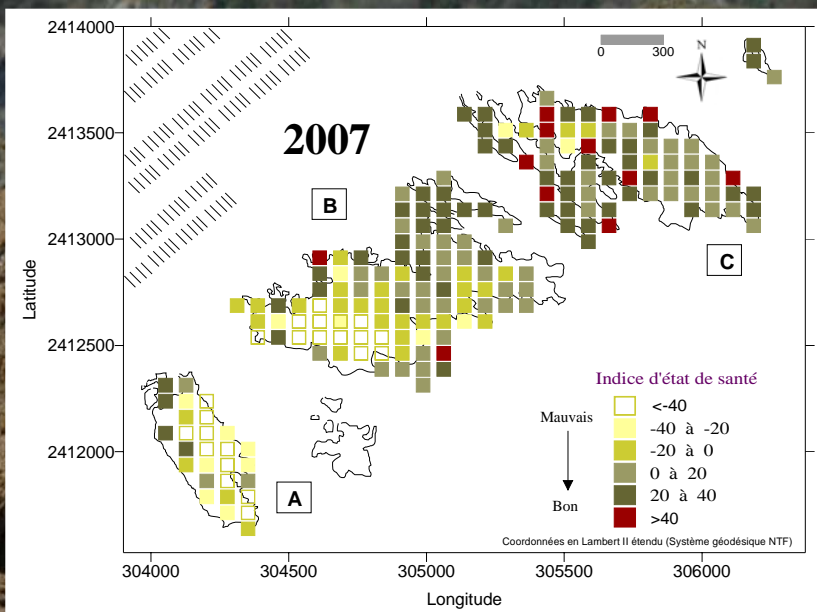 2414000
2413500
2413000
2412500
2412000
Latitude
304000 304500 305000 305500 306000
Longitude
2007
0 300
N
B
C
A
Indice d'état de santé
Mauvais
Bon
<-40
-40 à -20
-20 à 0
0 à 20
20 à 40
>40
Coordonnées en Lambert II étendu (Système géodésique NTF)